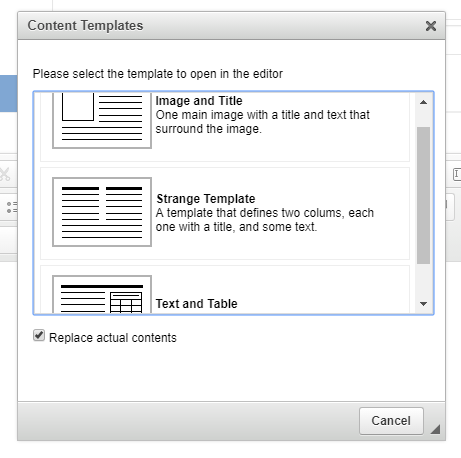 Content Templates
Please select the template to open in the editor
Image and Title
One main image with a title and text that
surround the image.
Strange Template
A template that defines two colums, each
one with a title, and some text.
Text and Table
Replace actual contents
Cancel